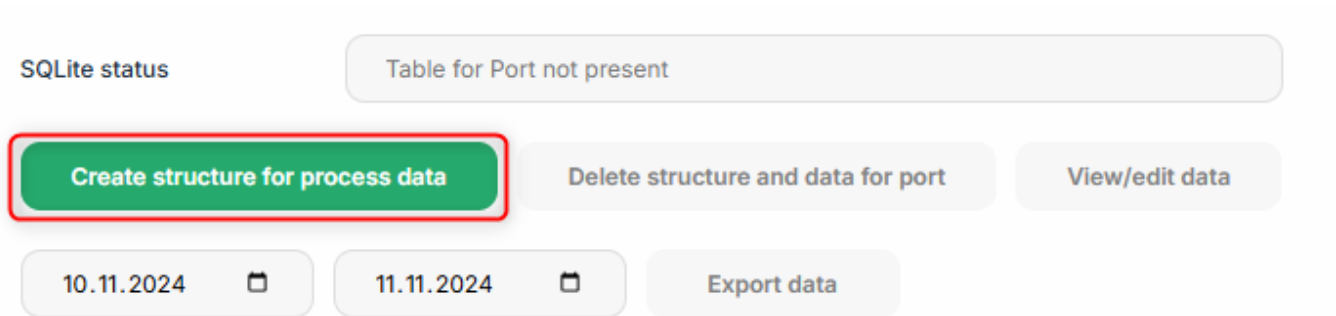 SQLite status Table for Port not present
Create structure for process data Delete structure and data for port View/edit data
10.11.2024 11.11.2024 Export data